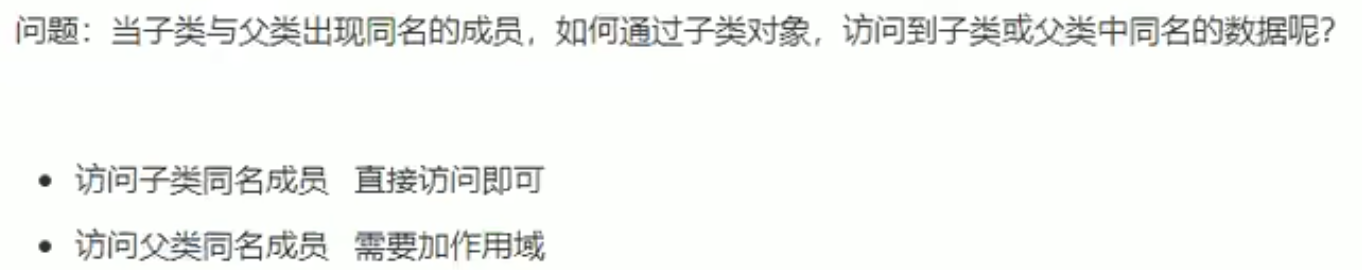 问题：当子类与父类出现同名的成员，如何通过子类对象，访问到子类或父类中同名的数据呢？
• 访问子类同名成员 直接访问即可
• 访问父类同名成员 需要加作用域